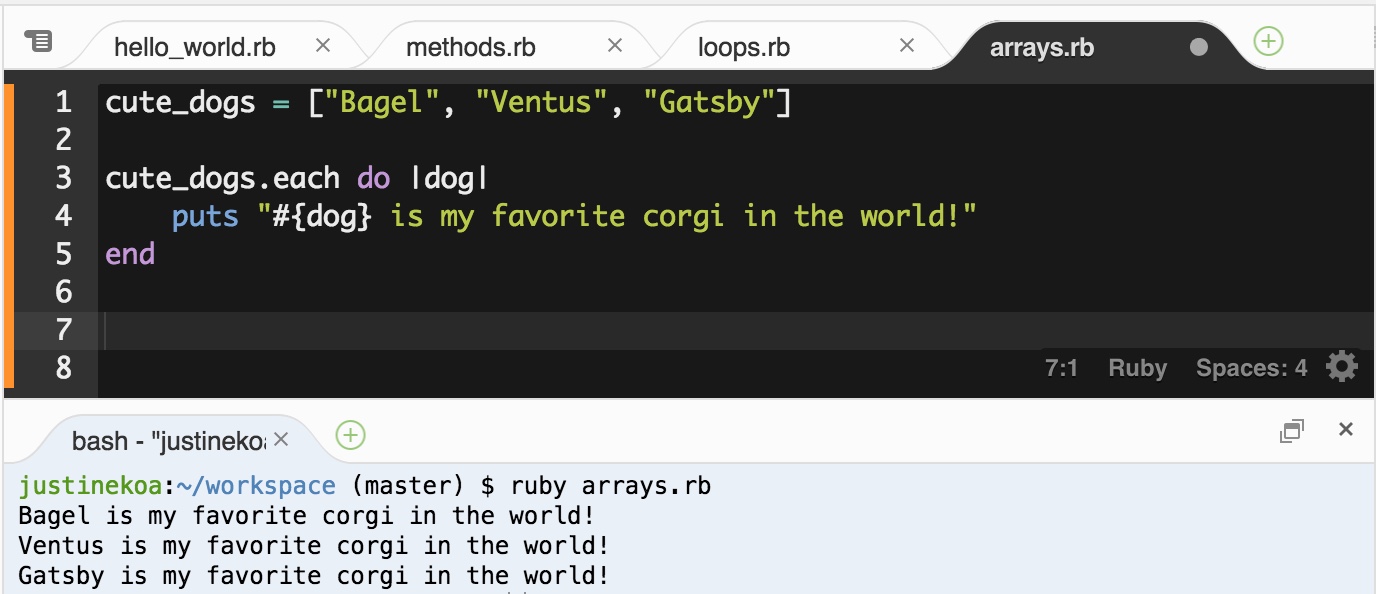 hello_world.rb methods.rb loops.rb arrays.rb
1 cute_dogs = ["Bagel", "Ventus", "Gatsby"]
2
3 cute_dogs.each do |dog|
4     puts "#{dog} is my favorite corgi in the world!"
5 end
6
7
8
7:1 Ruby Spaces: 4
bash - "justinekoa
justinekoa:~/workspace (master) $ ruby arrays.rb
Bagel is my favorite corgi in the world!
Ventus is my favorite corgi in the world!
Gatsby is my favorite corgi in the world!